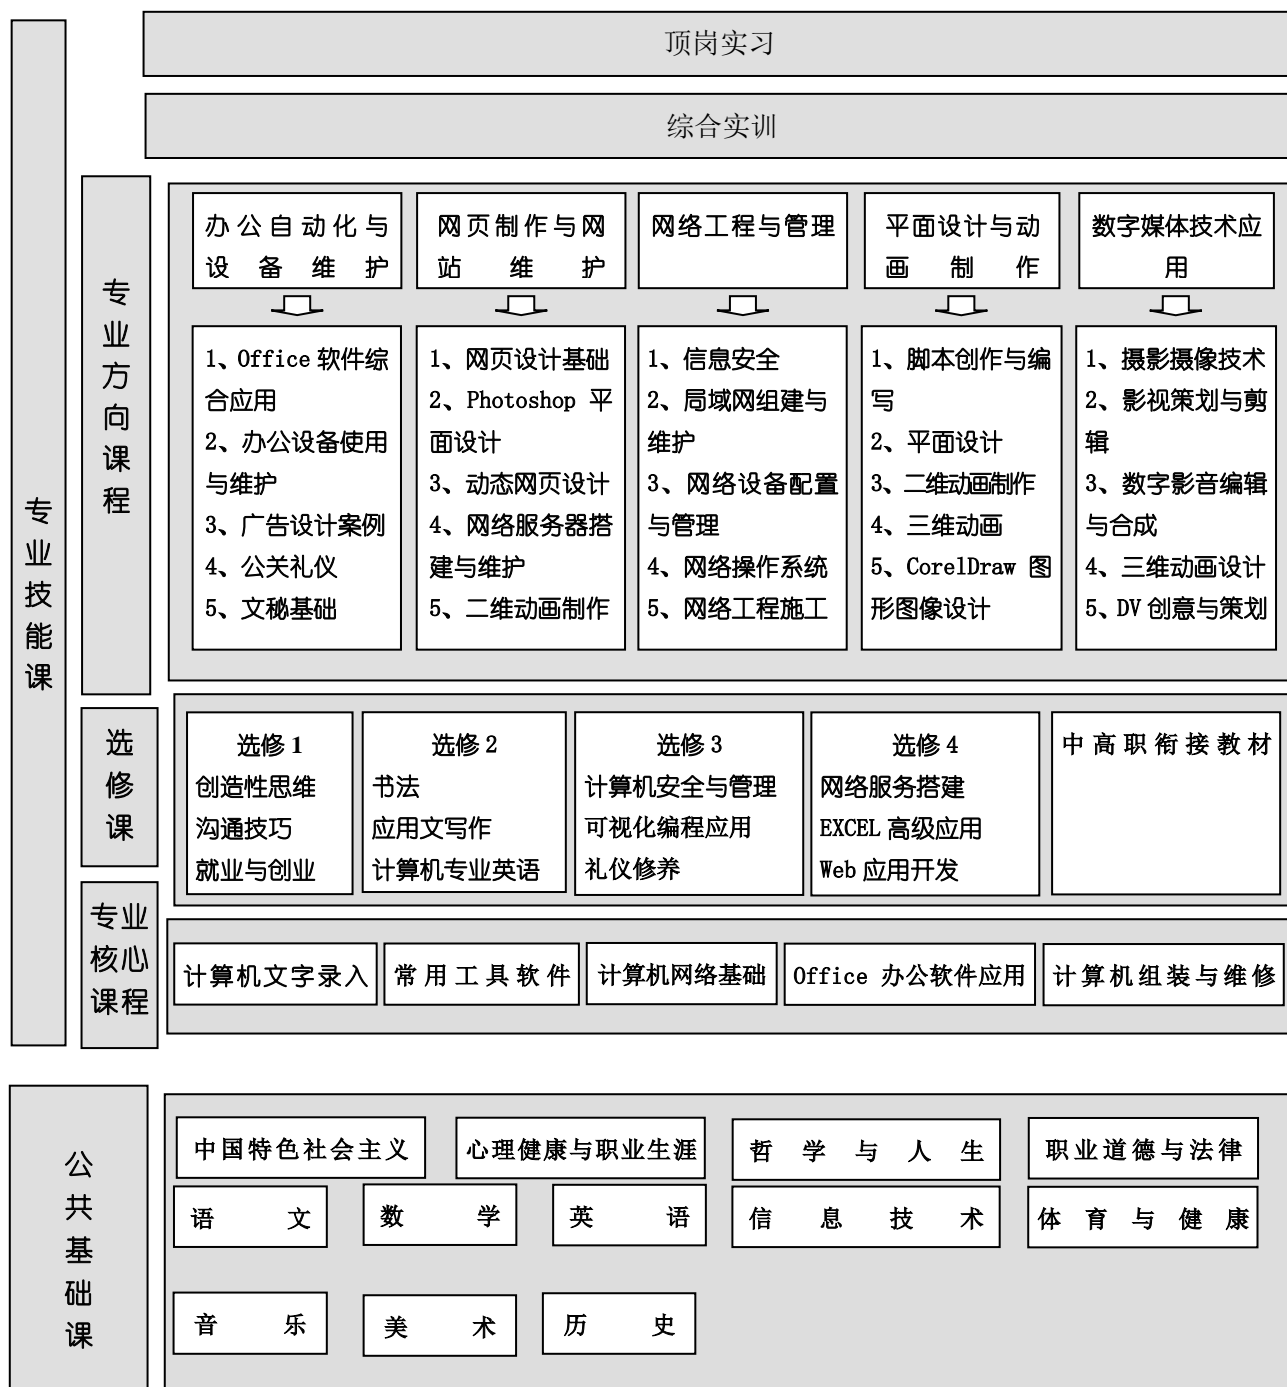 顶岗实习
综合实训
专业技能课
专业方向课程
办公自动化与
设备维护
网页制作与网
站维护
网络工程与管理
平面设计与动
画制作
数字媒体技术应
用
1、Office 软件综
合应用
2、办公设备使用
与维护
3、广告设计案例
4、公关礼仪
5、文秘基础
1、网页设计基础
2、Photoshop 平
面设计
3、动态网页设计
4、网络服务器搭
建与维护
5、二维动画制作
1、信息安全
2、局域网组建与
维护
3、网络设备配置
与管理
4、网络操作系统
5、网络工程施工
1、脚本创作与编
写
2、平面设计
3、二维动画制作
4、三维动画
5、CorelDraw 图
形图像设计
1、摄影摄像技术
2、影视策划与剪
辑
3、数字影音编辑
与合成
4、三维动画设计
5、DV 创意与策划
选修课
选修 1
创造性思维
沟通技巧
就业与创业
选修 2
书法
应用文写作
计算机专业英语
选修 3
计算机安全与管理
可视化编程应用
礼仪修养
选修 4
网络服务搭建
EXCEL 高级应用
Web 应用开发
中高职衔接教材
专业
核心
课程
计算机文字录入
常用工具软件
计算机网络基础
Office 办公软件应用
计算机组装与维修
公共基础课
中国特色社会主义
心理健康与职业生涯
哲学与人生
职业道德与法律
语文
数学
英语
信息技术
体育与健康
音乐
美术
历史